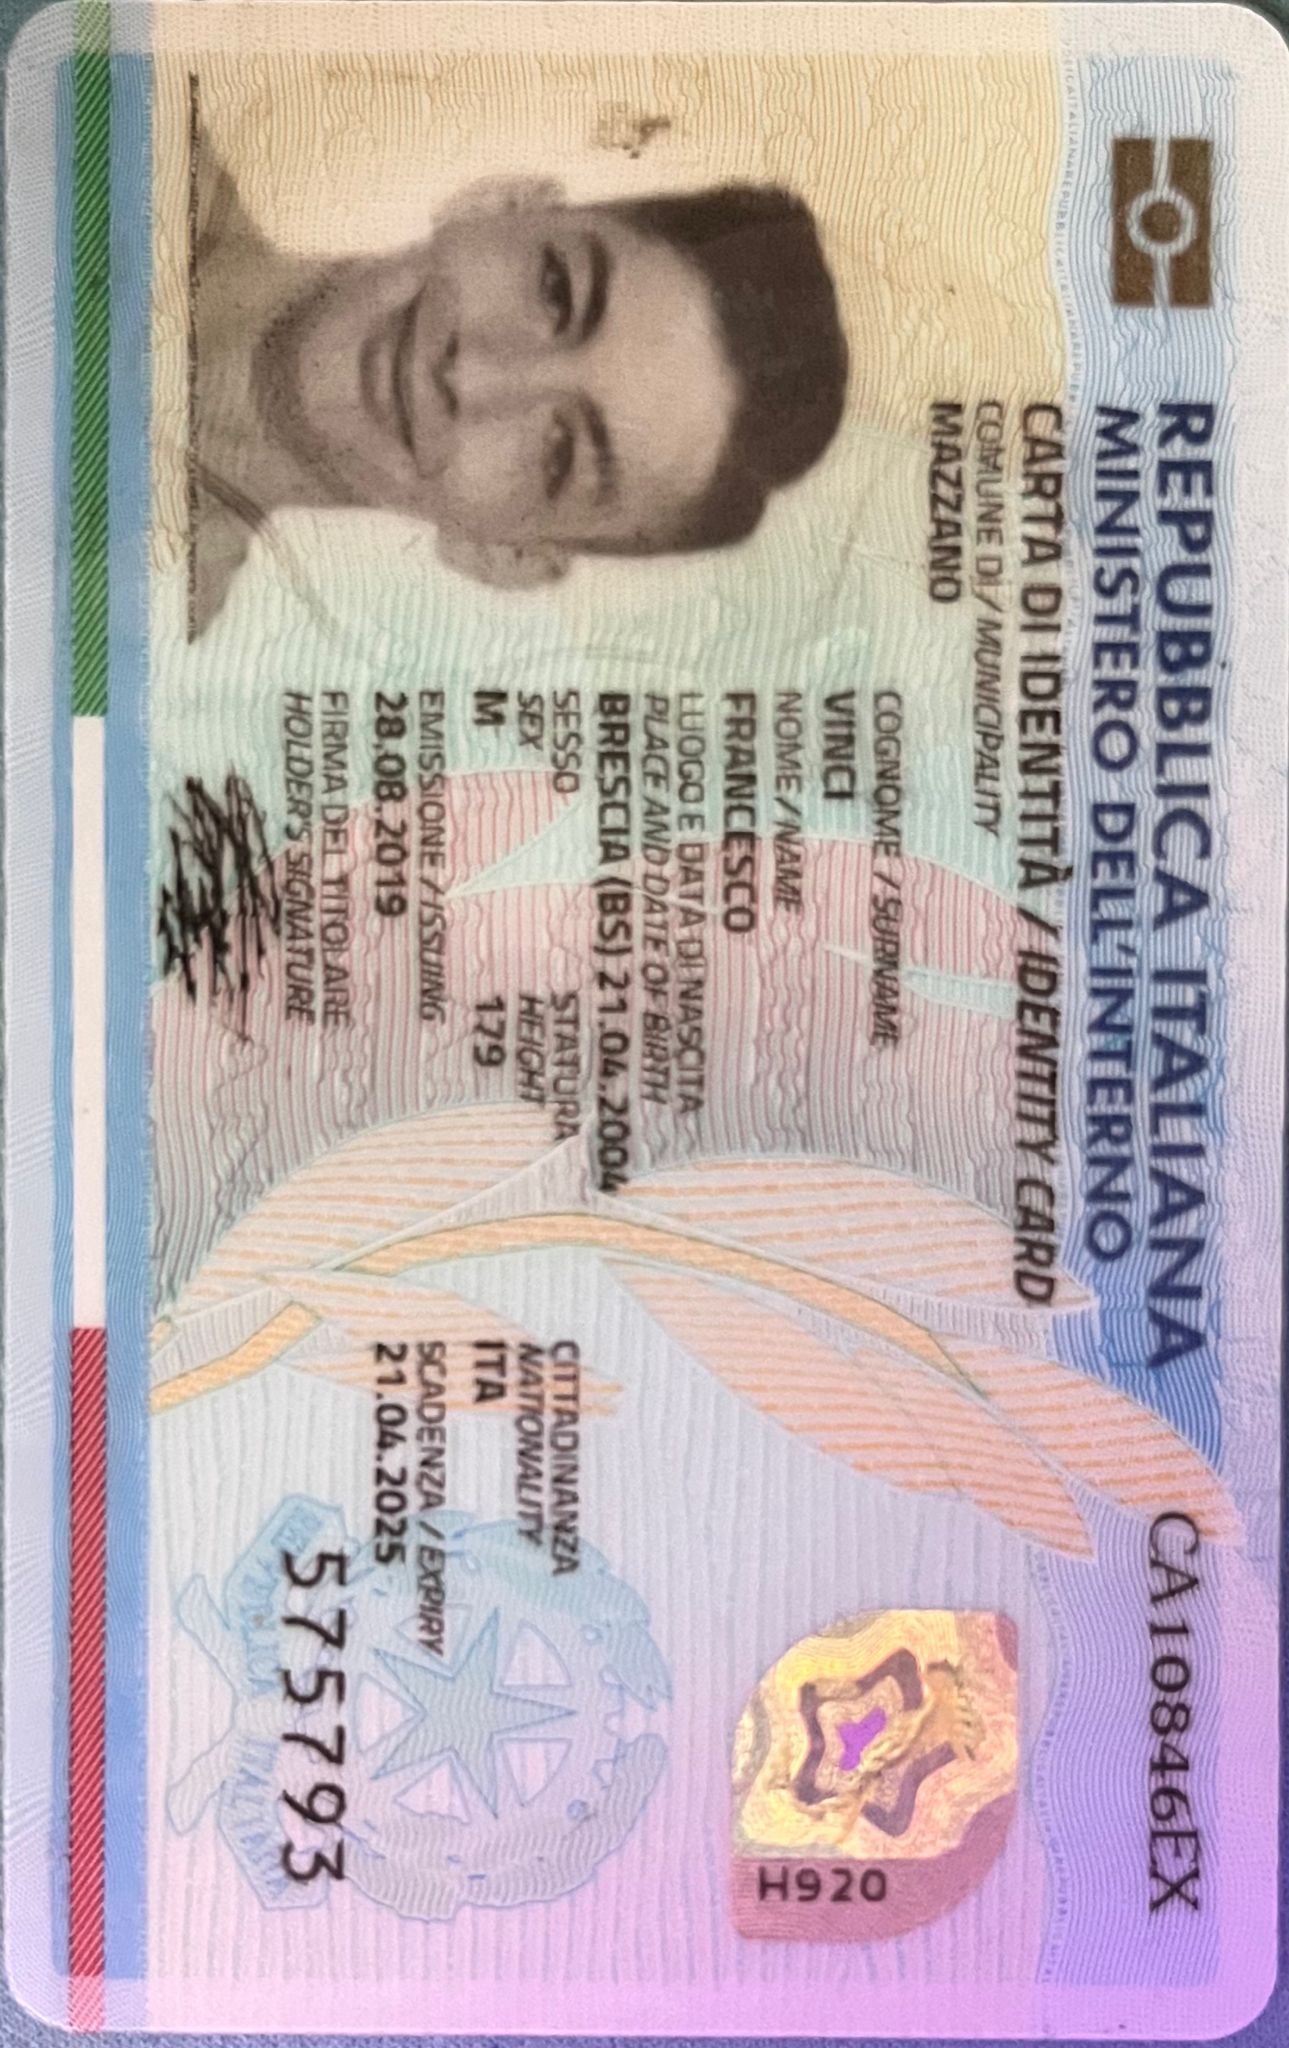 REPUBBLICA ITALIANA
CA10846EX
MINISTERO DELL'INTERNO
CARTA DI IDENTITÀ / IDENTITY CARD
COMUNE DI / MUNICIPALITY
MAZZANO
COGNOME / SURNAME
VINCI
NOME / NAME
FRANCESCO
LUOGO E DATA DI NASCITA
PLACE AND DATE OF BIRTH
BRESCIA (BS) 21.04.2004
SESSO STATURA CITTADINANZA
SEX HEIGHT NATIONALITY
M 179 ITA
EMISSIONE / ISSUING SCADENZA / EXPIRY
28.08.2019 21.04.2025
FIRMA DEL TITOLARE
HOLDER'S SIGNATURE
575793
H920